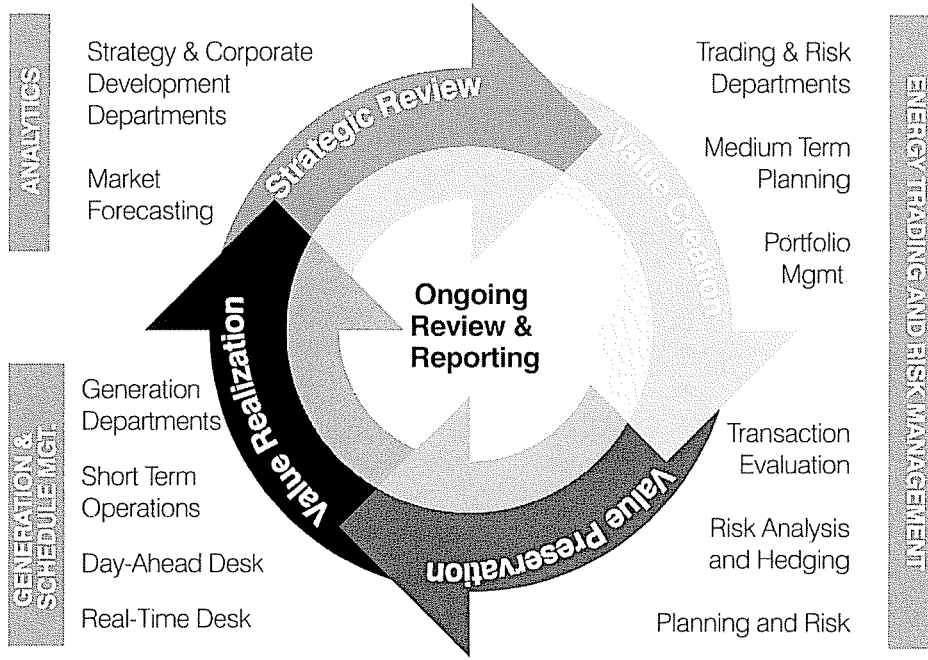 ANALYTICS
Strategy & Corporate
Development
Departments
Market
Forecasting
Strategic Review
Value Creation
Trading & Risk
Departments
Medium Term
Planning
Portfolio
Mgmt
ENERGY TRADING AND RISK MANAGEMENT
Ongoing
Review &
Reporting
GENERATION &
SCHEDULE MGT.
Generation
Departments
Short Term
Operations
Day-Ahead Desk
Real-Time Desk
Value Realization
Value Preservation
Transaction
Evaluation
Risk Analysis
and Hedging
Planning and Risk